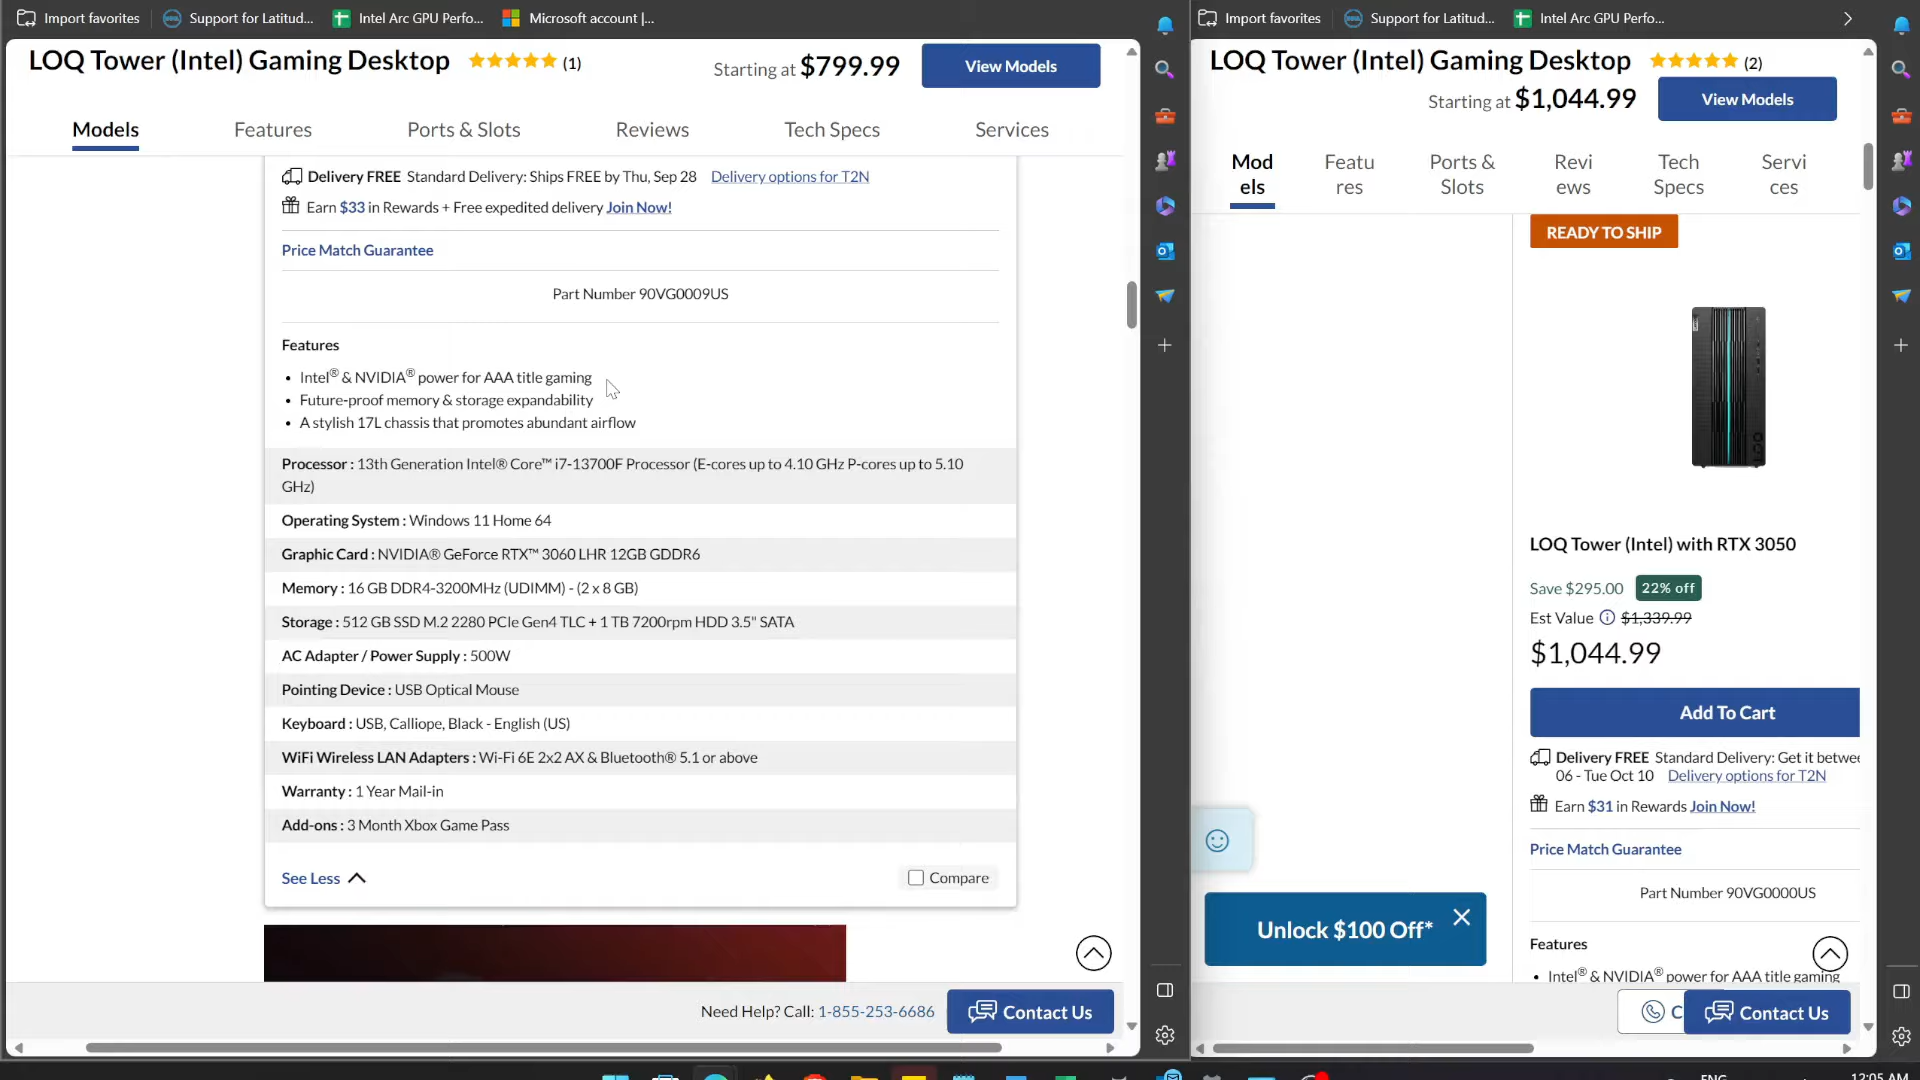 Import favorites
Support for Latitud...
Intel Arc GPU Perfo...
Microsoft account |...
LOQ Tower (Intel) Gaming Desktop
(1)
Starting at $799.99
View Models
Models
Features
Ports & Slots
Reviews
Tech Specs
Services
Delivery FREE Standard Delivery: Ships FREE by Thu, Sep 28 Delivery options for T2N
Earn $33 in Rewards + Free expedited delivery Join Now!
Price Match Guarantee
Part Number 90VG0009US
Features
• Intel® & NVIDIA® power for AAA title gaming
• Future-proof memory & storage expandability
• A stylish 17L chassis that promotes abundant airflow
Processor : 13th Generation Intel® Core™ i7-13700F Processor (E-cores up to 4.10 GHz P-cores up to 5.10
GHz)
Operating System : Windows 11 Home 64
Graphic Card : NVIDIA® GeForce RTX™ 3060 LHR 12GB GDDR6
Memory : 16 GB DDR4-3200MHz (UDIMM) - (2 x 8 GB)
Storage : 512 GB SSD M.2 2280 PCIe Gen4 TLC + 1 TB 7200rpm HDD 3.5" SATA
AC Adapter / Power Supply : 500W
Pointing Device : USB Optical Mouse
Keyboard : USB, Calliope, Black - English (US)
WiFi Wireless LAN Adapters : Wi-Fi 6E 2x2 AX & Bluetooth® 5.1 or above
Warranty : 1 Year Mail-in
Add-ons : 3 Month Xbox Game Pass
See Less
Compare
Need Help? Call: 1-855-253-6686
Contact Us
Import favorites
Support for Latitud...
Intel Arc GPU Perfo...
LOQ Tower (Intel) Gaming Desktop
(2)
Starting at $1,044.99
View Models
Mod
els
Featu
res
Ports &
Slots
Revi
ews
Tech
Specs
Servi
ces
READY TO SHIP
LOQ Tower (Intel) with RTX 3050
Save $295.00 22% off
Est Value $1,339.99
$1,044.99
Add To Cart
Delivery FREE Standard Delivery: Get it betwe
06 - Tue Oct 10 Delivery options for T2N
Earn $31 in Rewards Join Now!
Price Match Guarantee
Part Number 90VG0000US
Features
• Intel® & NVIDIA® power for AAA title gaming
Unlock $100 Off*
C
Contact Us
ENG
12:05 AM